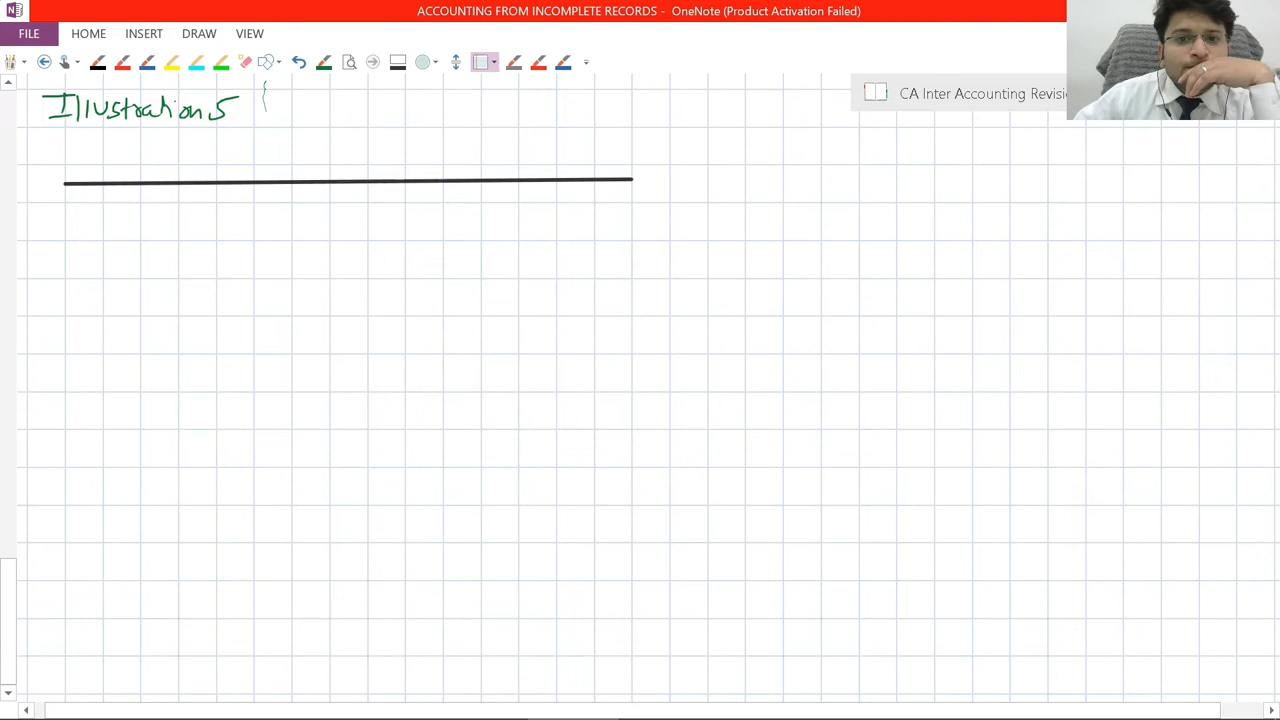 ACCOUNTING FROM INCOMPLETE RECORDS - OneNote (Product Activation Failed)
FILE HOME INSERT DRAW VIEW
CA Inter Accounting Revisi
Illustration 5